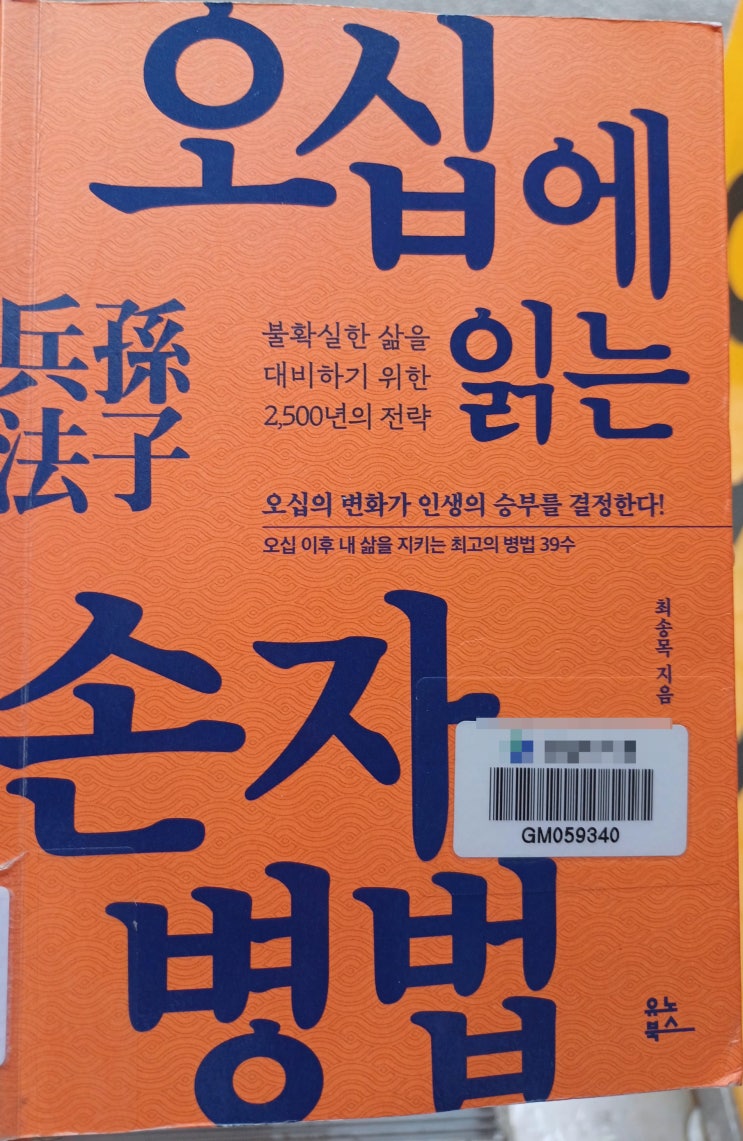 오십에
읽는
孫子
兵法
불확실한 삶을
대비하기 위한
2,500년의 전략
오십의 변화가 인생의 승부를 결정한다!
오십 이후 내 삶을 지키는 최고의 병법 39수
최송목 지음
손자
병법
GM059340
유노
북스